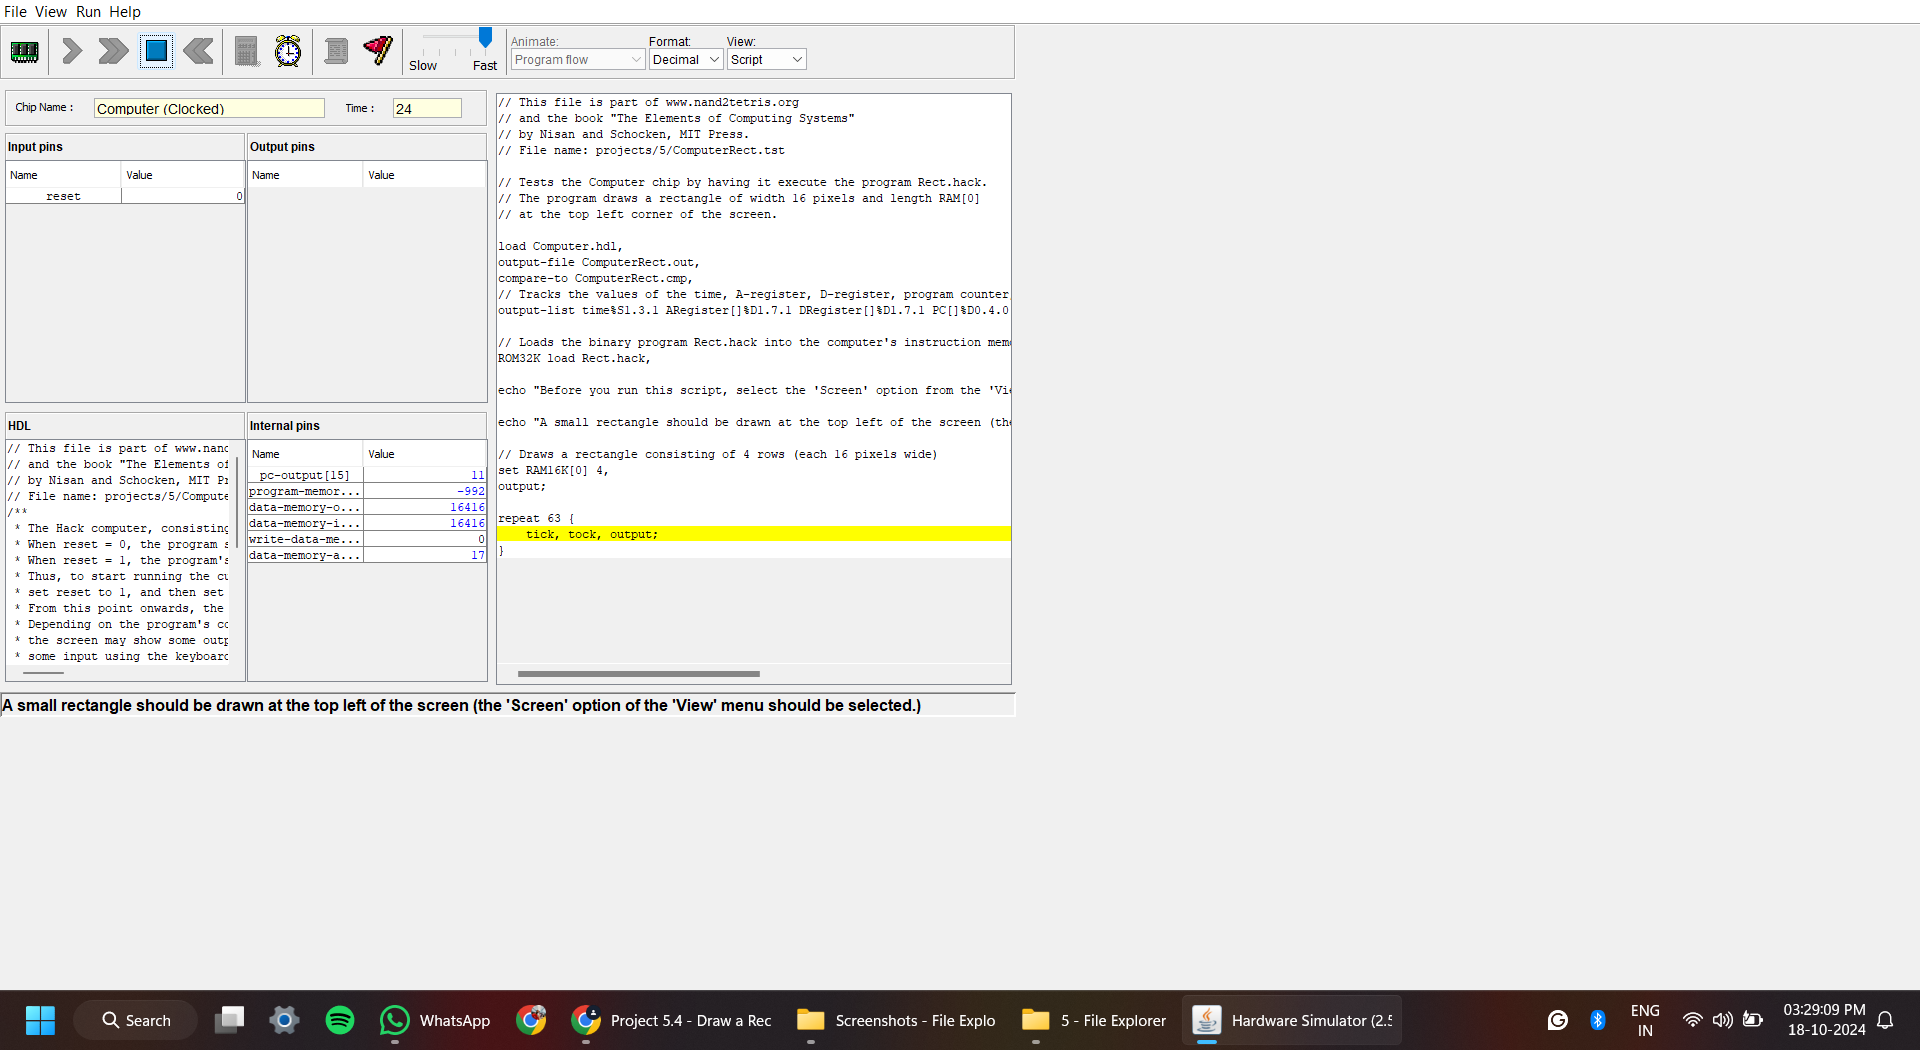 File View Run Help
Slow
Fast
Animate:
Program flow
Format:
Decimal
View:
Script
Chip Name :
Computer (Clocked)
Time :
24
Input pins
Name
Value
reset
0
Output pins
Name
Value
HDL
// This file is part of www.nand
// and the book "The Elements of
// by Nisan and Schocken, MIT Pr
// File name: projects/5/Compute
/**
* The Hack computer, consisting
* When reset = 0, the program s
* When reset = 1, the program's
* Thus, to start running the cu
* set reset to 1, and then set
* From this point onwards, the
* Depending on the program's co
* the screen may show some outp
* some input using the keyboard
Internal pins
Name
Value
pc-output[15]
11
program-memor...
-992
data-memory-o...
16416
data-memory-i...
16416
write-data-me...
0
data-memory-a...
17
// This file is part of www.nand2tetris.org
// and the book "The Elements of Computing Systems"
// by Nisan and Schocken, MIT Press.
// File name: projects/5/ComputerRect.tst
// Tests the Computer chip by having it execute the program Rect.hack.
// The program draws a rectangle of width 16 pixels and length RAM[0]
// at the top left corner of the screen.
load Computer.hdl,
output-file ComputerRect.out,
compare-to ComputerRect.cmp,
// Tracks the values of the time, A-register, D-register, program counter,
output-list time%S1.3.1 ARegister[]%D1.7.1 DRegister[]%D1.7.1 PC[]%D0.4.0
// Loads the binary program Rect.hack into the computer's instruction mem
ROM32K load Rect.hack,
echo "Before you run this script, select the 'Screen' option from the 'Vi
echo "A small rectangle should be drawn at the top left of the screen (th
// Draws a rectangle consisting of 4 rows (each 16 pixels wide)
set RAM16K[0] 4,
output;
repeat 63 {
tick, tock, output;
}
A small rectangle should be drawn at the top left of the screen (the 'Screen' option of the 'View' menu should be selected.)
Search
WhatsApp
Project 5.4 - Draw a Rec
Screenshots - File Explo
5 - File Explorer
Hardware Simulator (2.5
ENG
IN
03:29:09 PM
18-10-2024